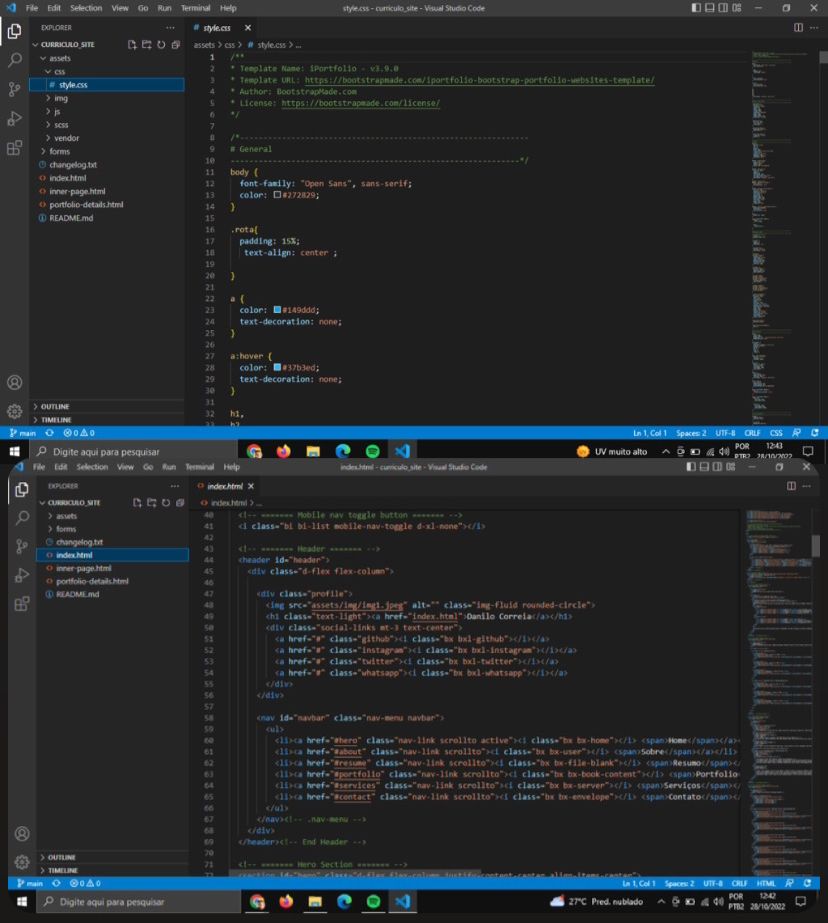 File Edit Selection View Go Run Terminal Help style.css - curriculo_site - Visual Studio Code
EXPLORER
CURRICULO_SITE
assets
css
# style.css
img
js
scss
vendor
forms
changelog.txt
index.html
inner-page.html
portfolio-details.html
README.md
OUTLINE
TIMELINE
# style.css ×
assets > css > # style.css > ...
1 /**
2 * Template Name: iPortfolio - v3.9.0
3 * Template URL: https://bootstrapmade.com/iportfolio-bootstrap-portfolio-websites-template/
4 * Author: BootstrapMade.com
5 * License: https://bootstrapmade.com/license/
6 */
7
8 /*--------------------------------------------------------------
9 # General
10 --------------------------------------------------------------*/
11 body {
12 font-family: "Open Sans", sans-serif;
13 color: #272829;
14 }
15
16 .rota{
17 padding: 15%;
18 text-align: center ;
19
20 }
21
22 a {
23 color: #149ddd;
24 text-decoration: none;
25 }
26
27 a:hover {
28 color: #37b3ed;
29 text-decoration: none;
30 }
31
32 h1,
33 h2
main 0 0 Ln 1, Col 1 Spaces: 2 UTF-8 CRLF CSS
Digite aqui para pesquisar UV muito alto POR PTB2 12:43 28/10/2022
File Edit Selection View Go Run Terminal Help index.html - curriculo_site - Visual Studio Code
EXPLORER
CURRICULO_SITE
assets
forms
changelog.txt
index.html
inner-page.html
portfolio-details.html
README.md
OUTLINE
TIMELINE
index.html ×
index.html > ...
40 <!-- ======= Mobile nav toggle button ======= -->
41 <i class="bi bi-list mobile-nav-toggle d-xl-none"></i>
42
43 <!-- ======= Header ======= -->
44 <header id="header">
45 <div class="d-flex flex-column">
46
47 <div class="profile">
48 <img src="assets/img/img1.jpeg" alt="" class="img-fluid rounded-circle">
49 <h1 class="text-light"><a href="index.html">Danilo Correia</a></h1>
50 <div class="social-links mt-3 text-center">
51 <a href="#" class="github"><i class="bx bxl-github"></i></a>
52 <a href="#" class="instagram"><i class="bx bxl-instagram"></i></a>
53 <a href="#" class="twitter"><i class="bx bxl-twitter"></i></a>
54 <a href="#" class="whatsapp"><i class="bx bxl-whatsapp"></i></a>
55 </div>
56 </div>
57
58 <nav id="navbar" class="nav-menu navbar">
59 <ul>
60 <li><a href="#hero" class="nav-link scrollto active"><i class="bx bx-home"></i> <span>Home</span></a>
61 <li><a href="#about" class="nav-link scrollto"><i class="bx bx-user"></i> <span>Sobre</span></a></li>
62 <li><a href="#resume" class="nav-link scrollto"><i class="bx bx-file-blank"></i> <span>Resumo</span></
63 <li><a href="#portfolio" class="nav-link scrollto"><i class="bx bx-book-content"></i> <span>Portfolio
64 <li><a href="#services" class="nav-link scrollto"><i class="bx bx-server"></i> <span>Serviços</span></
65 <li><a href="#contact" class="nav-link scrollto"><i class="bx bx-envelope"></i> <span>Contato</span></
66 </ul>
67 </nav><!-- .nav-menu -->
68 </div>
69 </header><!-- End Header -->
70
71 <!-- ======= Hero Section ======= -->
72 <section id="hero" class="d-flex flex-column justify-content-center align-items-center">
main 0 0 Ln 1, Col 1 Spaces: 2 UTF-8 CRLF HTML
Digite aqui para pesquisar 27°C Pred. nublado POR PTB2 12:42 28/10/2022